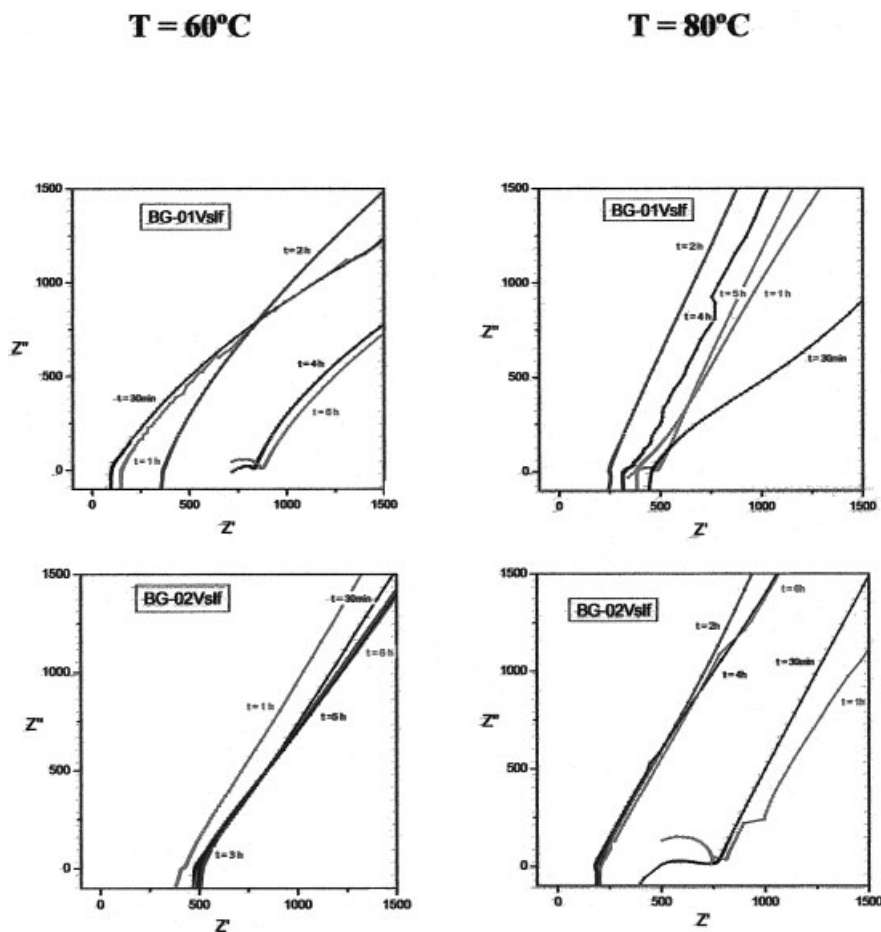 T = 60ºC
T = 80ºC
1500
1000
500
0
Z''
BG-01Vslf
t=2h
t=30min
t=1h
t=4h
t=6h
0
500
1000
1500
Z'
1500
1000
500
0
Z''
BG-01Vslf
t=2h
t=5h
t=1h
t=4h
t=30min
0
500
1000
1500
Z'
1500
1000
500
0
Z''
BG-02Vslf
t=30min
t=6h
t=1h
t=5h
t=3h
0
500
1000
1500
Z'
1500
1000
500
0
Z''
BG-02Vslf
t=6h
t=2h
t=30min
t=4h
t=1h
0
500
1000
1500
Z'